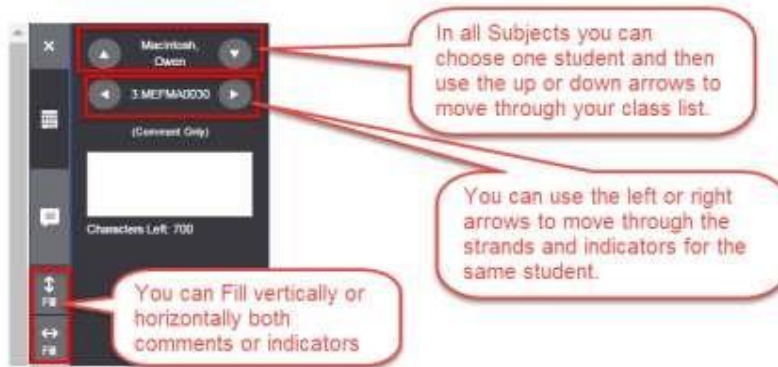 Macintosh,
Owen
In all Subjects you can
choose one student and then
use the up or down arrows to
move through your class list.
3.MEFMA0030
(Comment Only)
Characters Left: 700
You can use the left or right
arrows to move through the
strands and indicators for the
same student.
Fill
You can Fill vertically or
horizontally both
comments or indicators
Fill